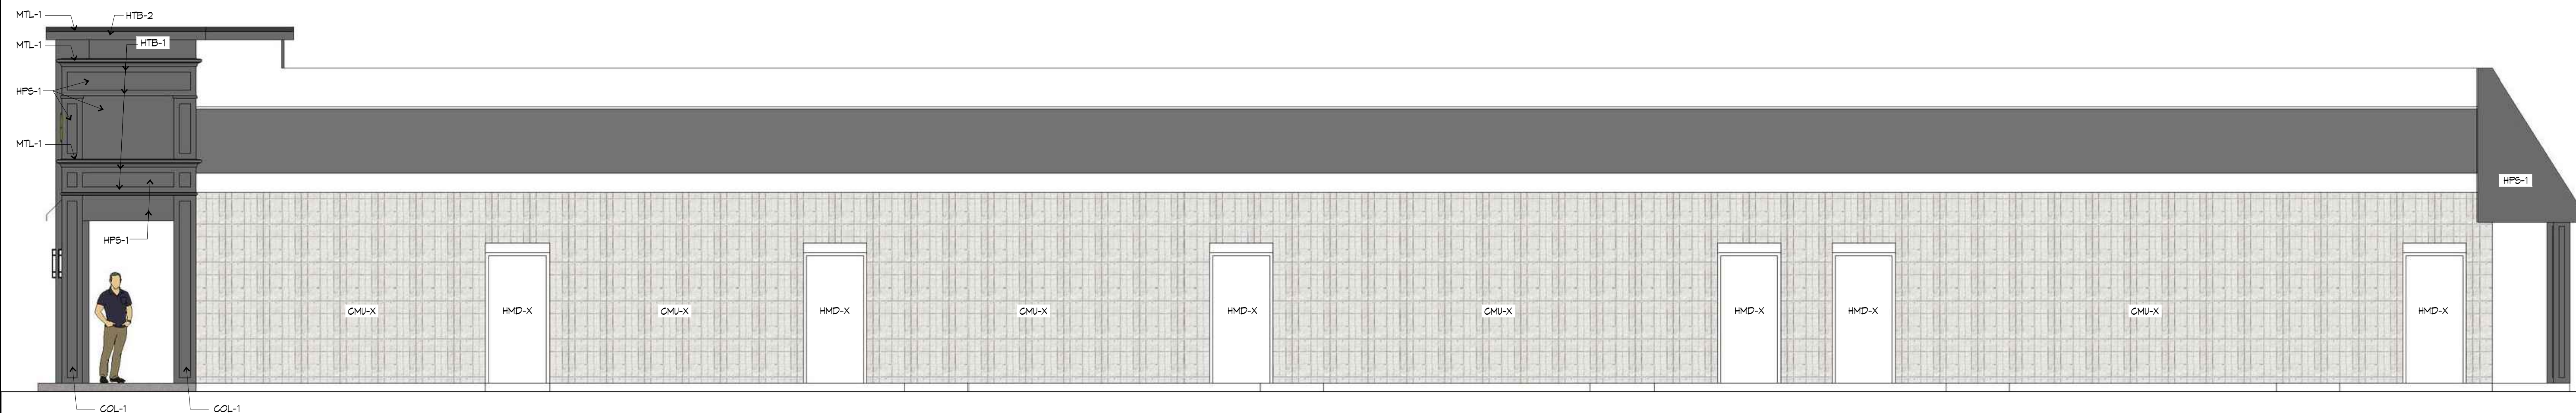 MTL-1
HTB-2
MTL-1
HTB-1
HPS-1
MTL-1
HPS-1
HPS-1
CMU-X
HMD-X
CMU-X
HMD-X
CMU-X
HMD-X
CMU-X
HMD-X
HMD-X
CMU-X
HMD-X
COL-1
COL-1